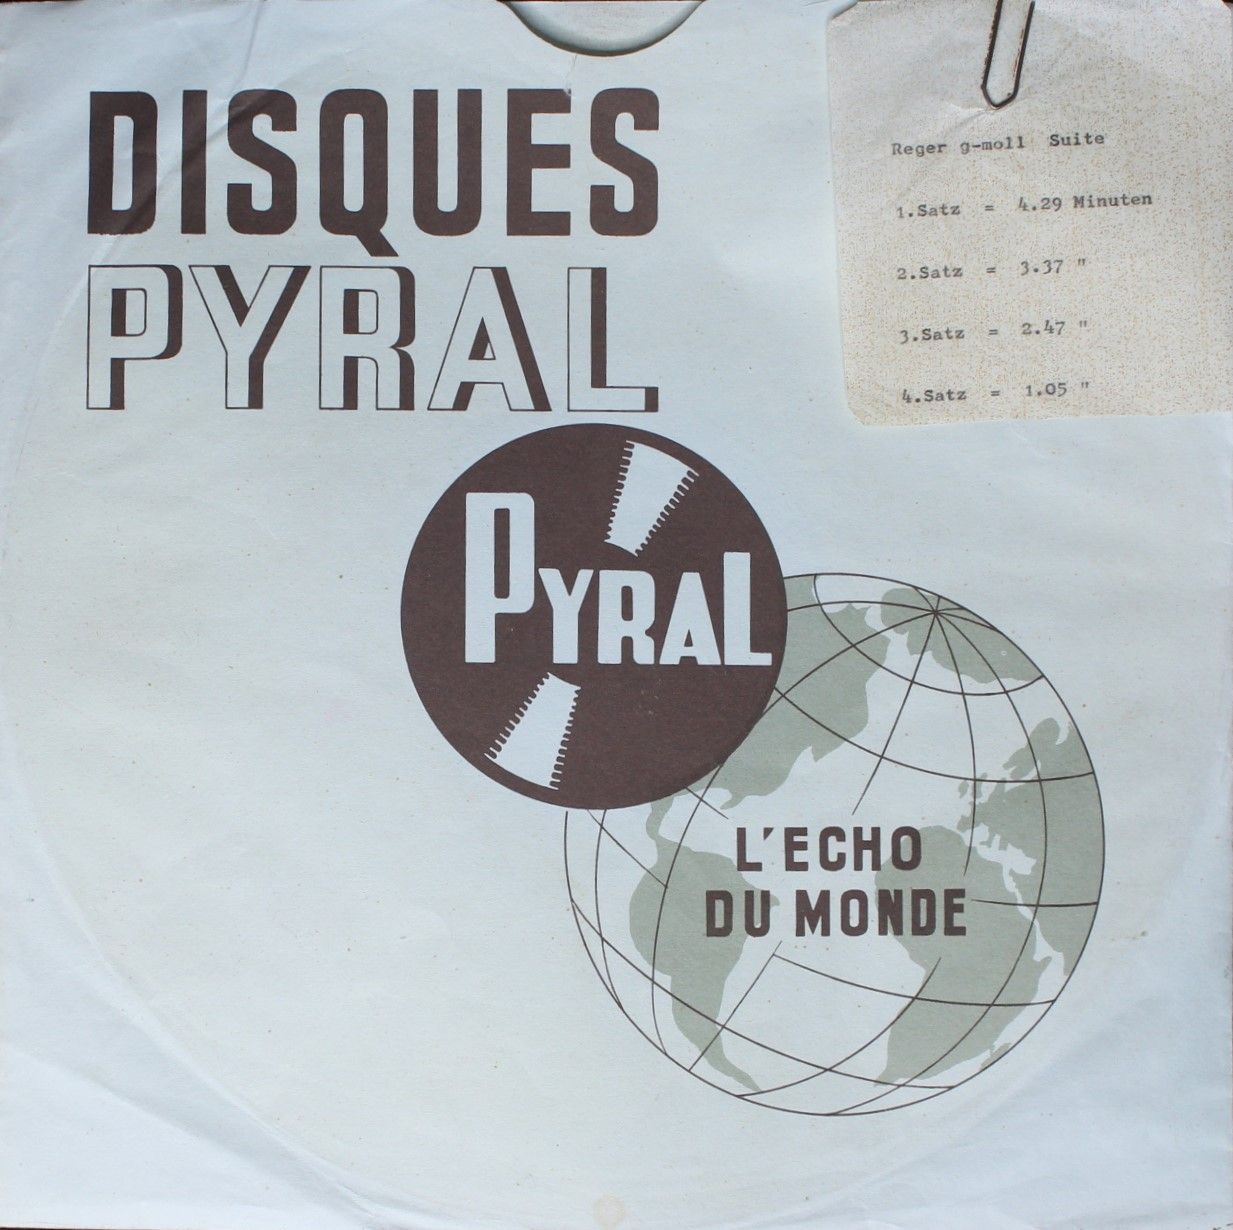 DISQUES
PYRAL
Reger g-moll Suite
1.Satz = 4.29 Minuten
2.Satz = 3.37 "
3.Satz = 2.47 "
4.Satz = 1.05 "
PYRAL
L'ECHO
DU MONDE